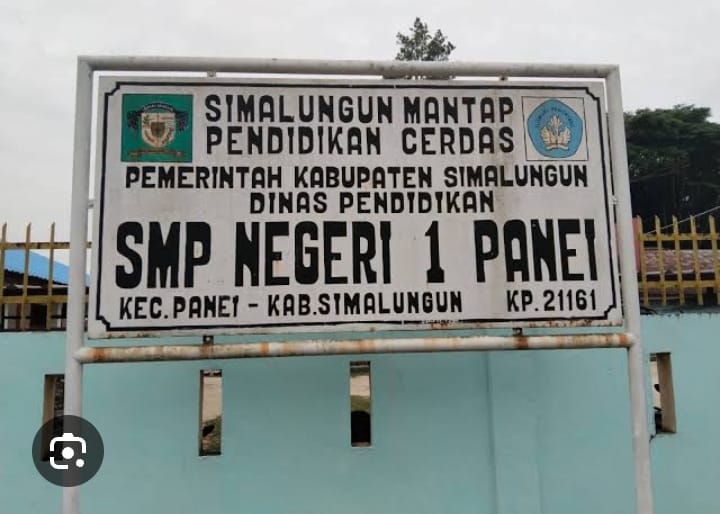 SIMALUNGUN MANTAP
PENDIDIKAN CERDAS
PEMERINTAH KABUPATEN SIMALUNGUN
DINAS PENDIDIKAN
SMP NEGERI 1 PANEI
KEC.PANEI - KAB.SIMALUNGUN KP.21161